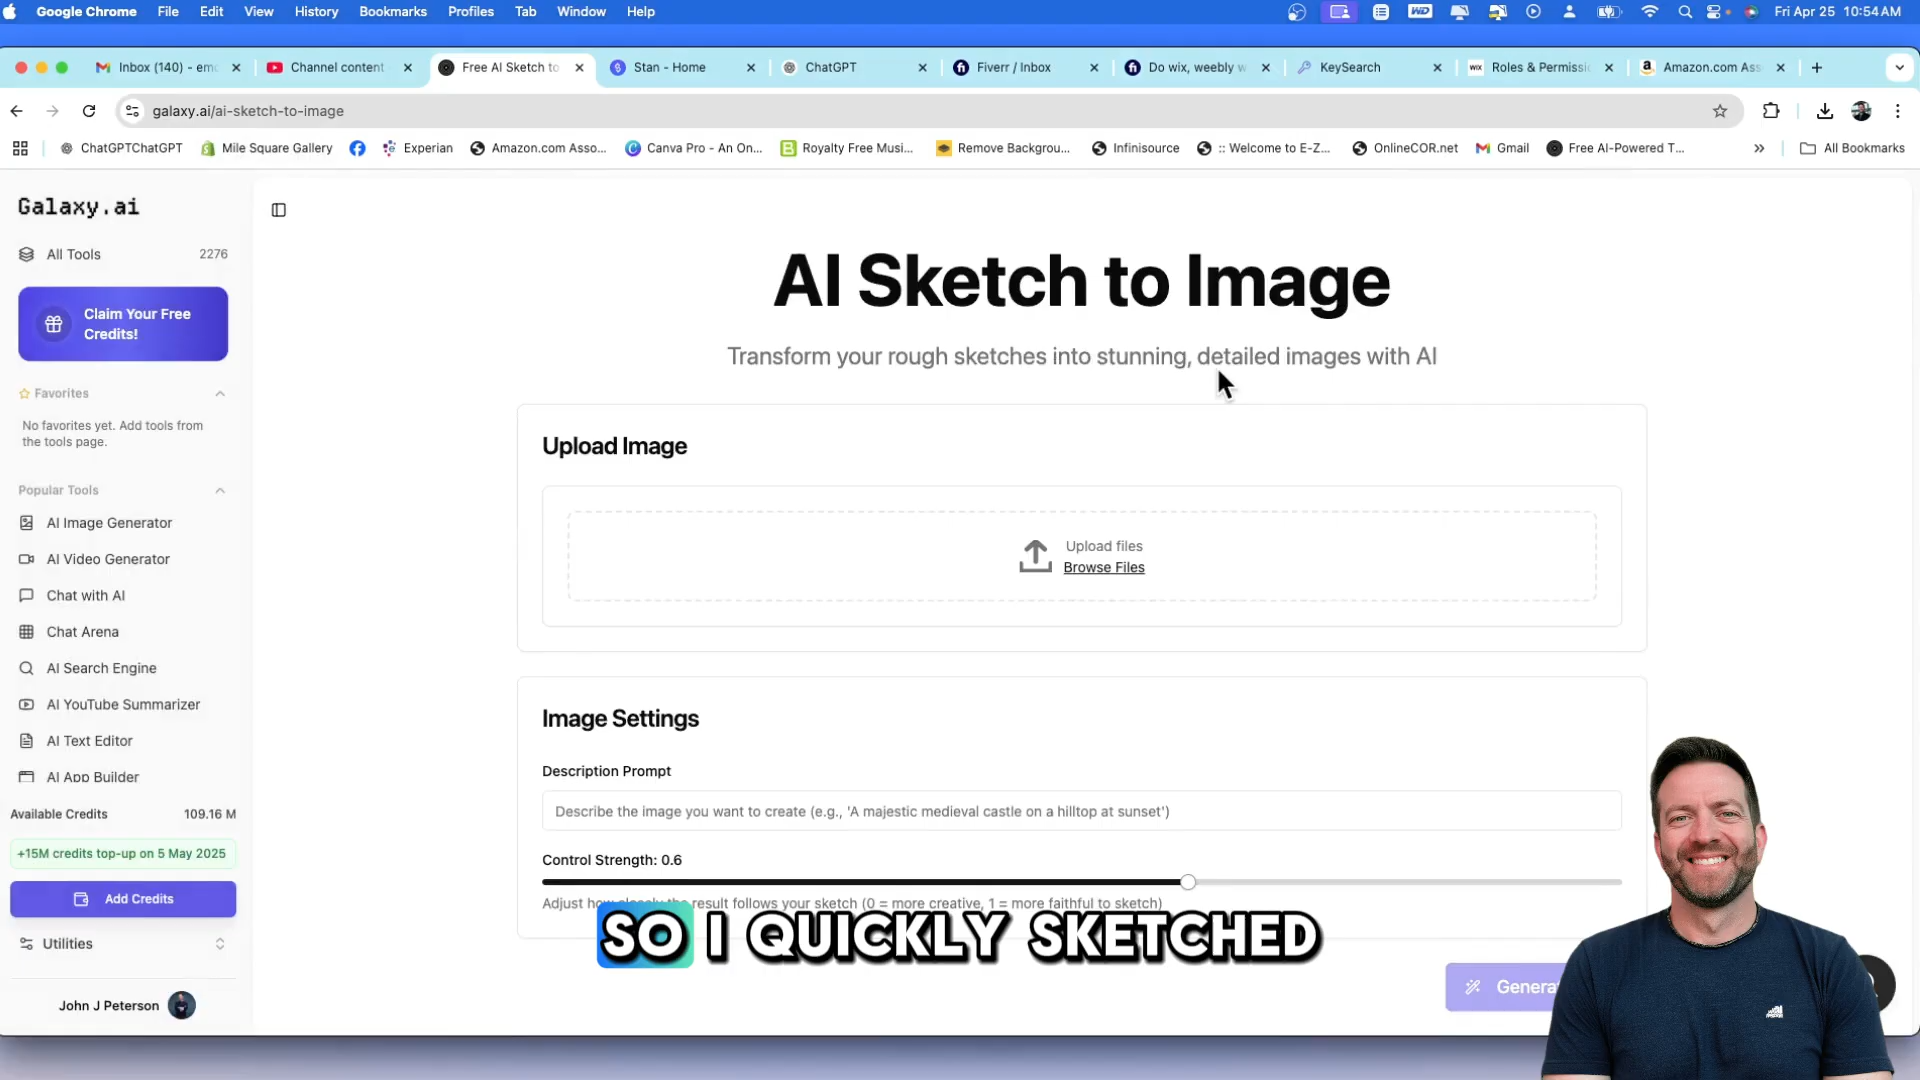 Google Chrome File Edit View History Bookmarks Profiles Tab Window Help WD Fri Apr 25 10:54 AM
Inbox (140) - em Channel content Free AI Sketch to Stan - Home ChatGPT Fiverr / Inbox Do wix, weebly w KeySearch WIX Roles & Permissi Amazon.com Ass
galaxy.ai/ai-sketch-to-image
ChatGPTChatGPT Mile Square Gallery Experian Amazon.com Asso... Canva Pro - An On... Royalty Free Musi... Remove Backgrou... Infinisource :: Welcome to E-Z... OnlineCOR.net Gmail Free AI-Powered T... All Bookmarks
Galaxy.ai
All Tools 2276
Claim Your Free
Credits!
Favorites
No favorites yet. Add tools from
the tools page.
Popular Tools
AI Image Generator
AI Video Generator
Chat with AI
Chat Arena
AI Search Engine
AI YouTube Summarizer
AI Text Editor
AI App Builder
Available Credits 109.16 M
+15M credits top-up on 5 May 2025
Add Credits
Utilities
John J Peterson
AI Sketch to Image
Transform your rough sketches into stunning, detailed images with AI
Upload Image
Upload files
Browse Files
Image Settings
Description Prompt
Describe the image you want to create (e.g., 'A majestic medieval castle on a hilltop at sunset')
Control Strength: 0.6
Adjust how closely the result follows your sketch (0 = more creative, 1 = more faithful to sketch)
SO I QUICKLY SKETCHED
Genera